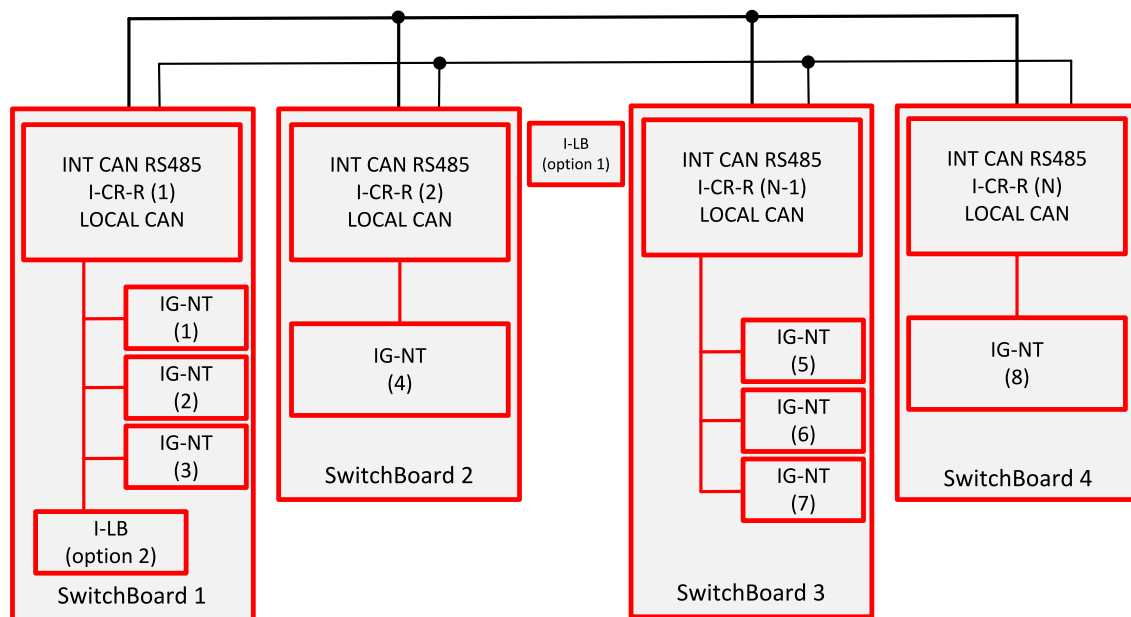 INT CAN RS485
I-CR-R (1)
LOCAL CAN
IG-NT
(1)
IG-NT
(2)
IG-NT
(3)
I-LB
(option 2)
SwitchBoard 1
INT CAN RS485
I-CR-R (2)
LOCAL CAN
IG-NT
(4)
SwitchBoard 2
I-LB
(option 1)
INT CAN RS485
I-CR-R (N-1)
LOCAL CAN
IG-NT
(5)
IG-NT
(6)
IG-NT
(7)
SwitchBoard 3
INT CAN RS485
I-CR-R (N)
LOCAL CAN
IG-NT
(8)
SwitchBoard 4